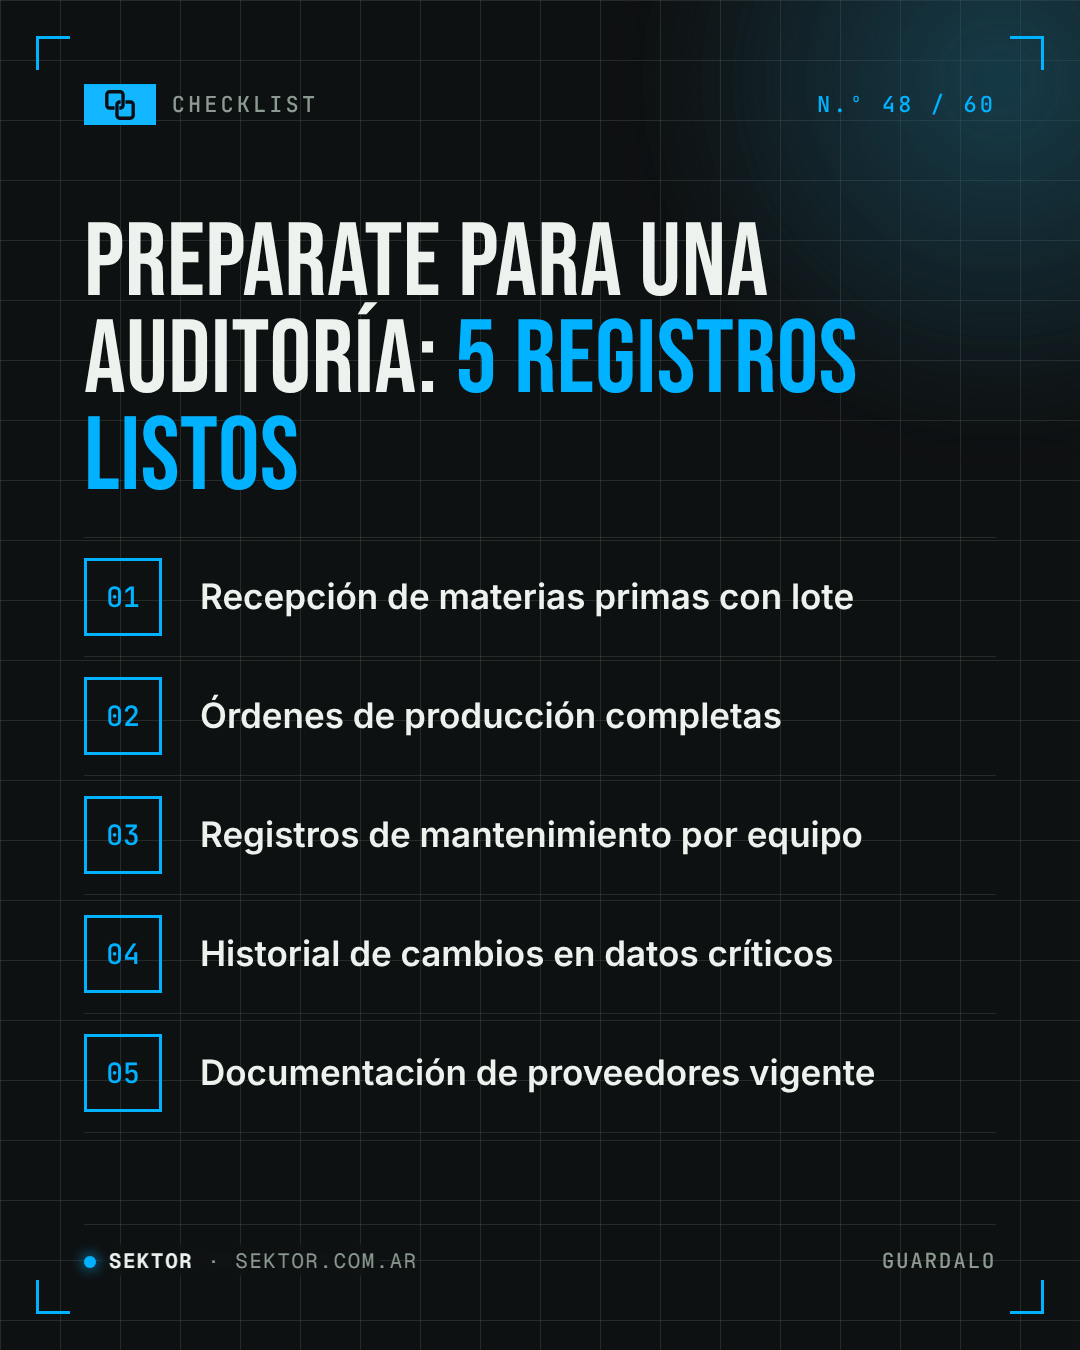 CHECKLIST
N.° 48 / 60
PREPARATE PARA UNA
AUDITORÍA: 5 REGISTROS
LISTOS
01 Recepción de materias primas con lote
02 Órdenes de producción completas
03 Registros de mantenimiento por equipo
04 Historial de cambios en datos críticos
05 Documentación de proveedores vigente
SEKTOR · SEKTOR.COM.AR
GUARDALO